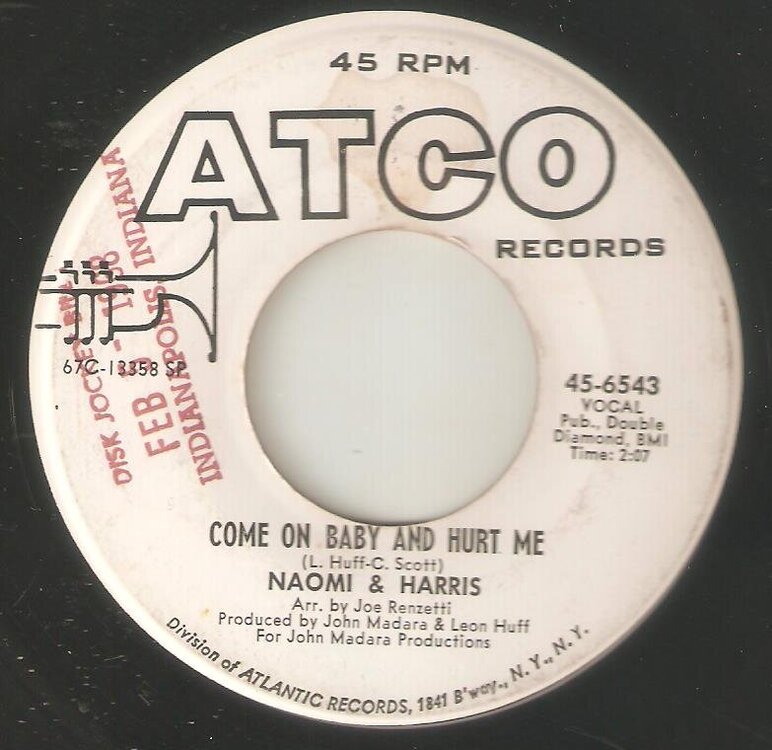 45 RPM
ATCO
RECORDS
DISK JOCKEY
FEB 5 -
INDIANAPOLIS, INDIANA
67C-13358 SP
45-6543
VOCAL
Pub., Double
Diamond, BMI
Time: 2:07
COME ON BABY AND HURT ME
(L. Huff-C. Scott)
NAOMI & HARRIS
Arr. by Joe Renzetti
Produced by John Madara & Leon Huff
For John Madara Productions
Division of ATLANTIC RECORDS, 1841 B'way., N.Y., N.Y.